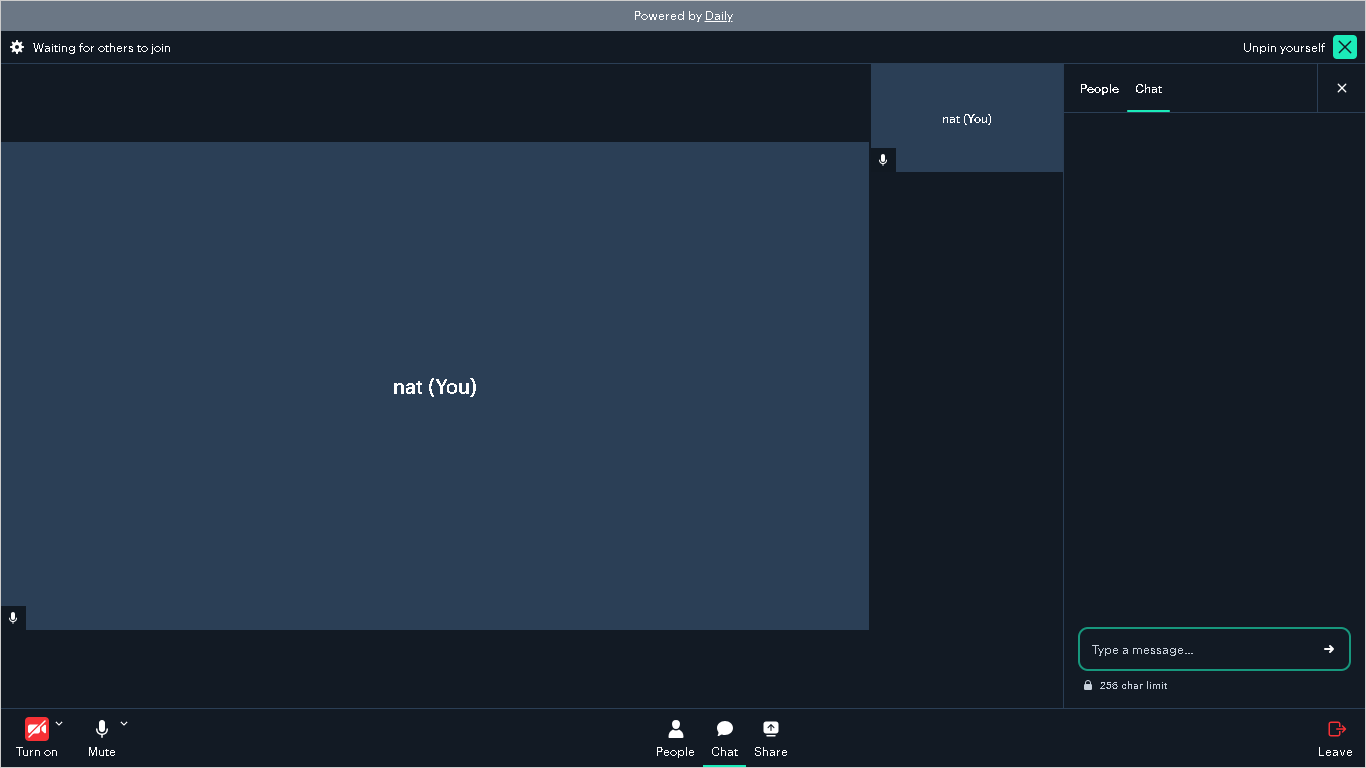 Powered by Daily
Waiting for others to join
Unpin yourself
nat (You)
People
Chat
nat (You)
Type a message...
256 char limit
Turn on
Mute
People
Chat
Share
Leave